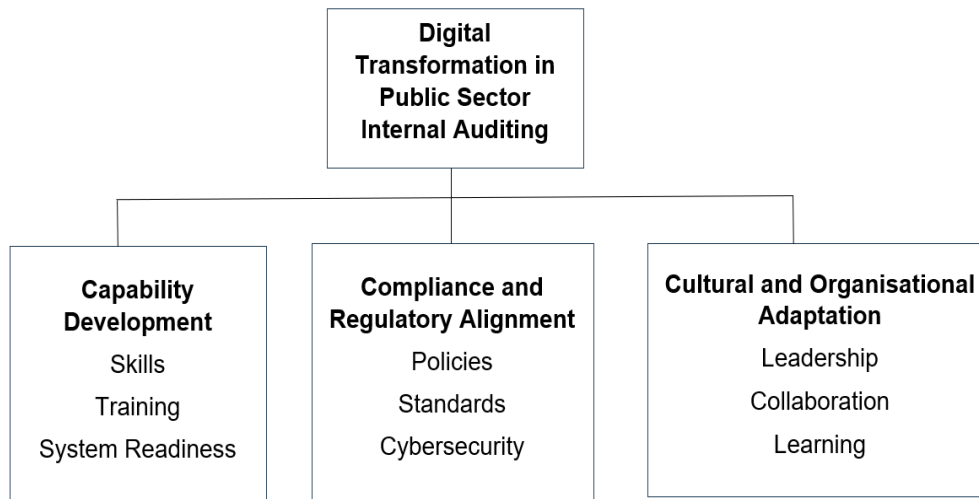 Digital
Transformation in
Public Sector
Internal Auditing
Capability
Development
Skills
Training
System Readiness
Compliance and
Regulatory Alignment
Policies
Standards
Cybersecurity
Cultural and Organisational
Adaptation
Leadership
Collaboration
Learning